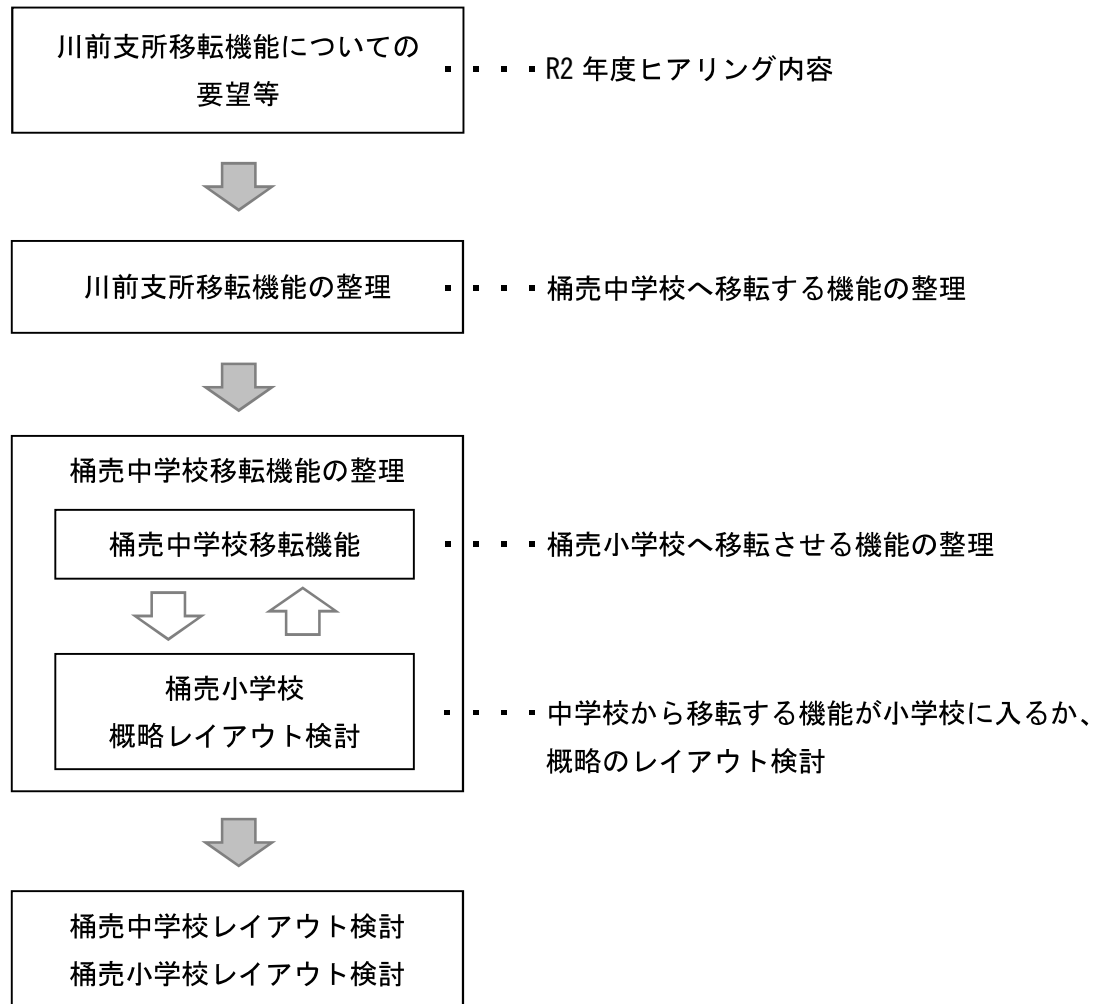 川前支所移転機能についての
要望等
・・・・R2 年度ヒアリング内容
川前支所移転機能の整理
・・・・桶売中学校へ移転する機能の整理
桶売中学校移転機能の整理
桶売中学校移転機能
・・・・桶売小学校へ移転させる機能の整理
桶売小学校
概略レイアウト検討
・・・・中学校から移転する機能が小学校に入るか、
概略のレイアウト検討
桶売中学校レイアウト検討
桶売小学校レイアウト検討